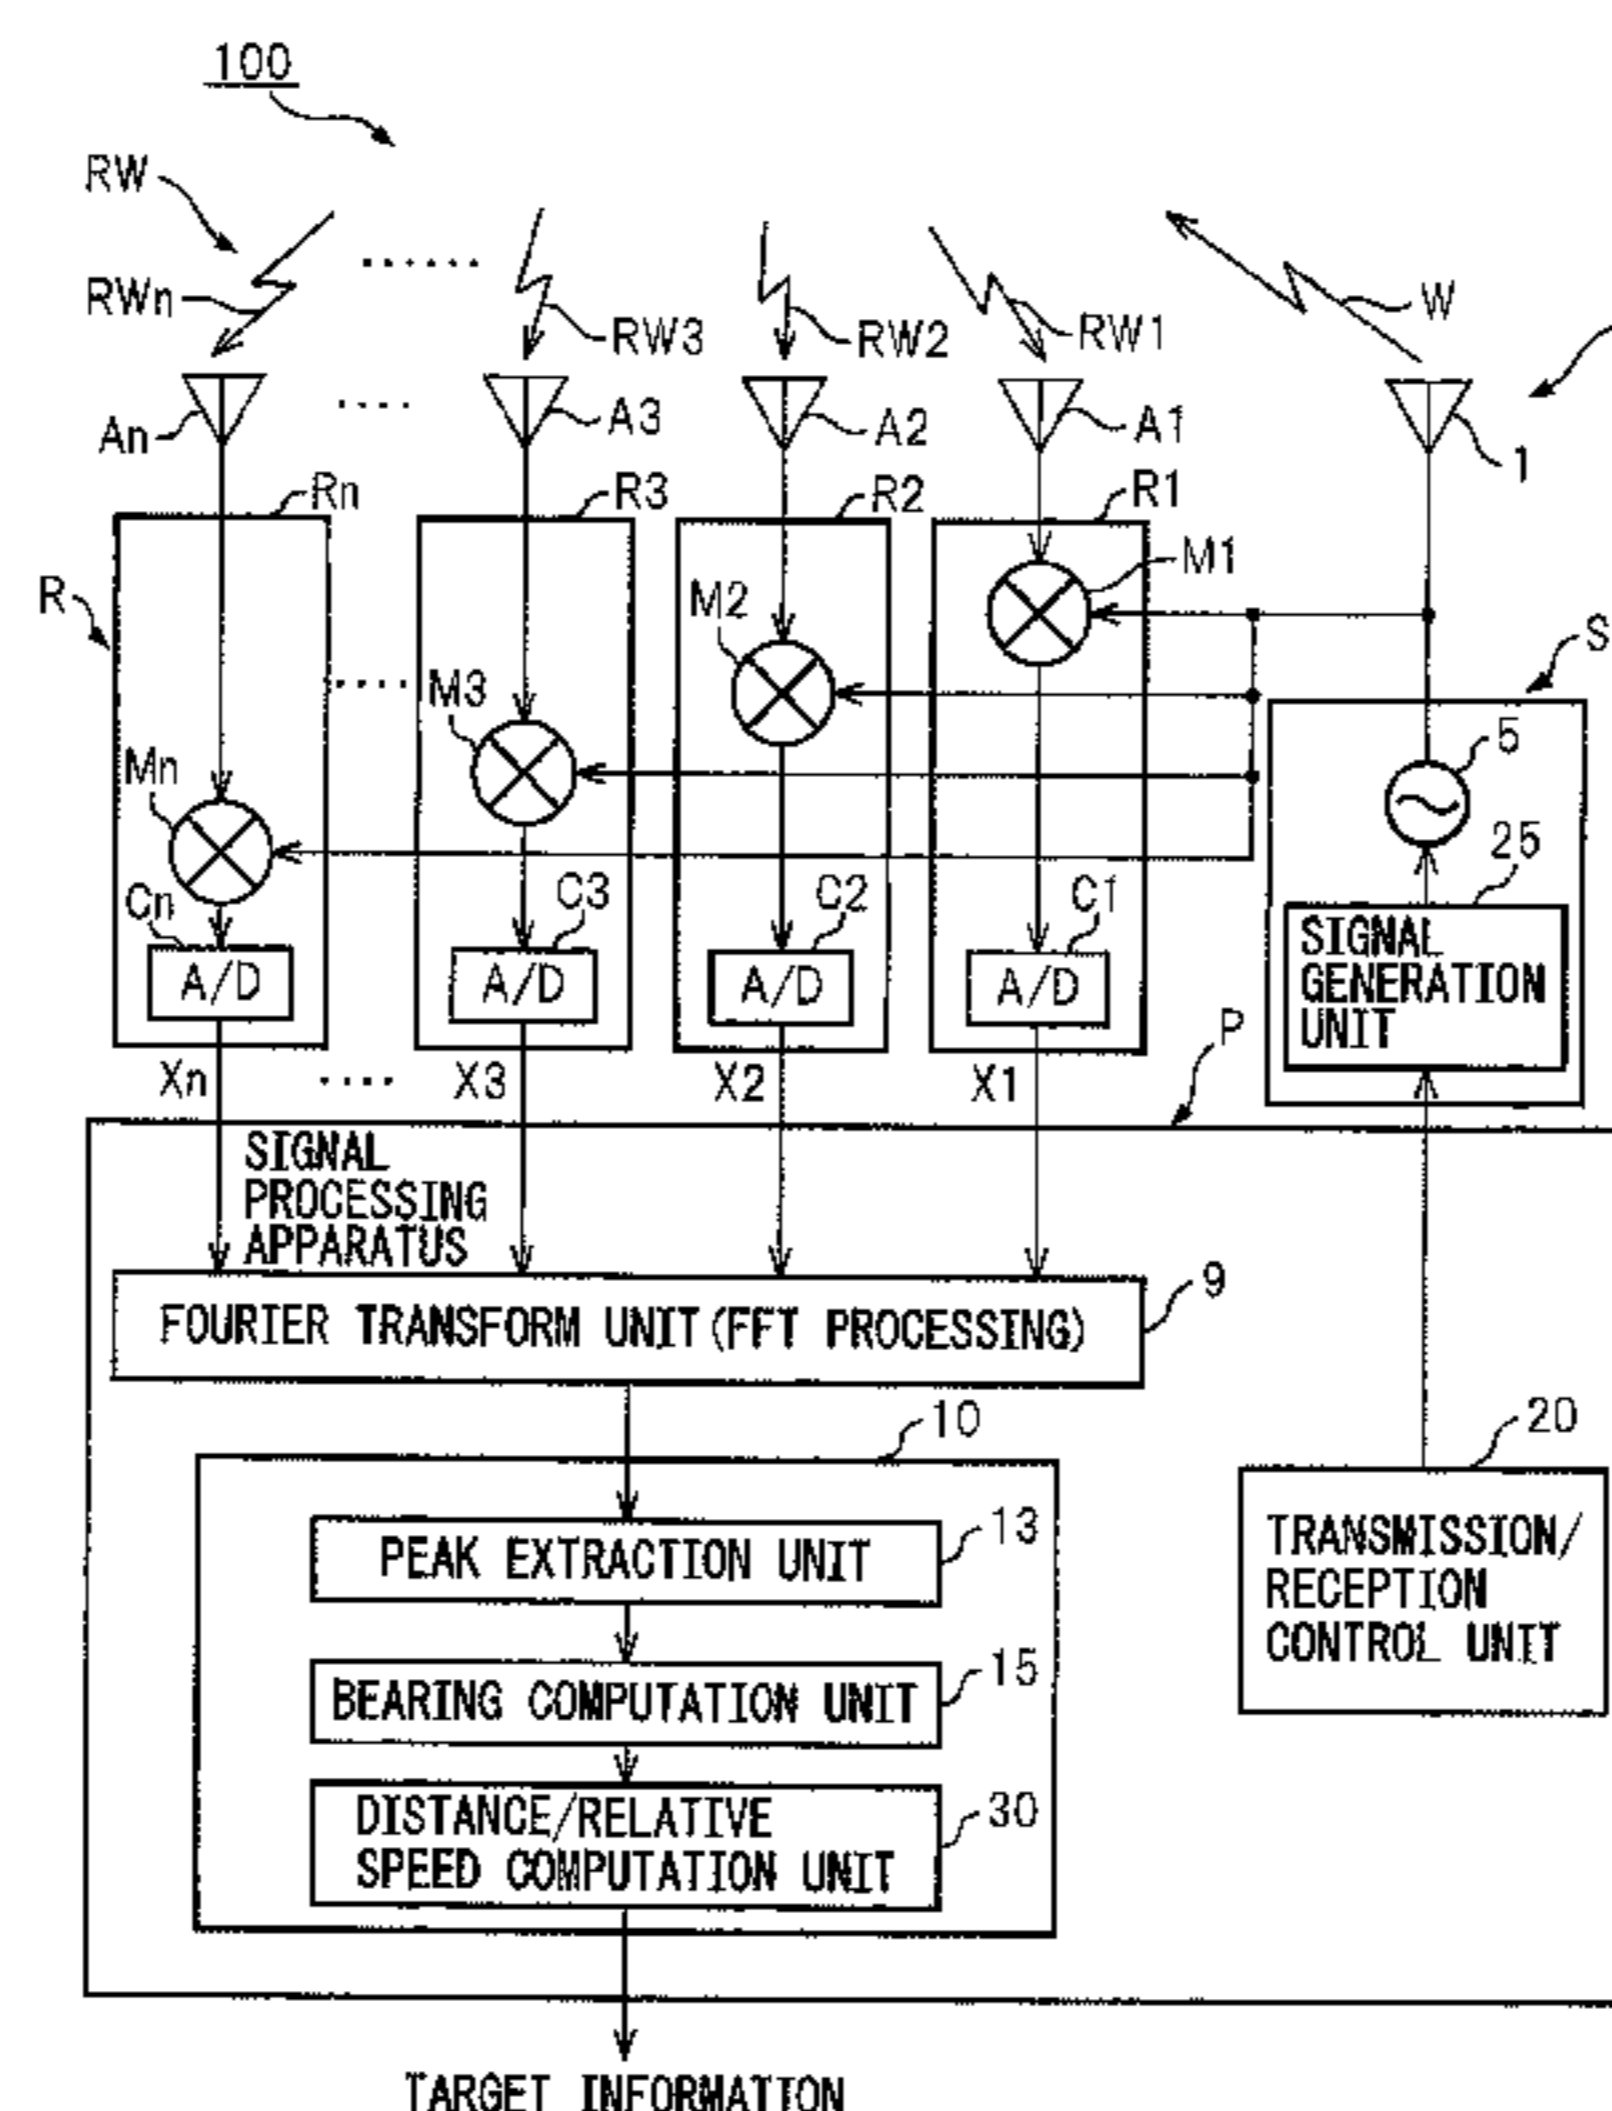 100
RW
RWn
RW3
RW2
RW1
W
An
A3
A2
A1
1
Rn
R3
R2
R1
R
M1
M2
M3
Mn
S
5
25
SIGNAL
GENERATION
UNIT
Cn
C3
C2
C1
A/D
A/D
A/D
A/D
Xn
X3
X2
X1
P
SIGNAL
PROCESSING
APPARATUS
FOURIER TRANSFORM UNIT (FFT PROCESSING)
9
10
20
PEAK EXTRACTION UNIT
13
TRANSMISSION/
RECEPTION
CONTROL UNIT
BEARING COMPUTATION UNIT
15
DISTANCE/RELATIVE
SPEED COMPUTATION UNIT
30
TARGET INFORMATION